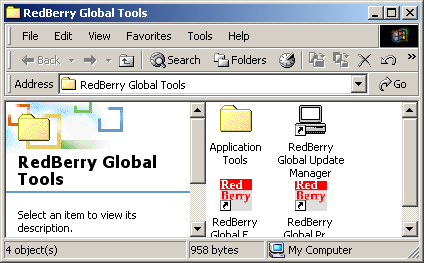 RedBerry Global Tools
File Edit View Favorites Tools Help
Back Search Folders »
Address RedBerry Global Tools Go
RedBerry Global
Tools
Select an item to view its
description.
Application
Tools
RedBerry
Global Update
Manager
Red
Berry
RedBerry
Global E...
Red
Berry
RedBerry
Global Pr...
4 object(s) 958 bytes My Computer